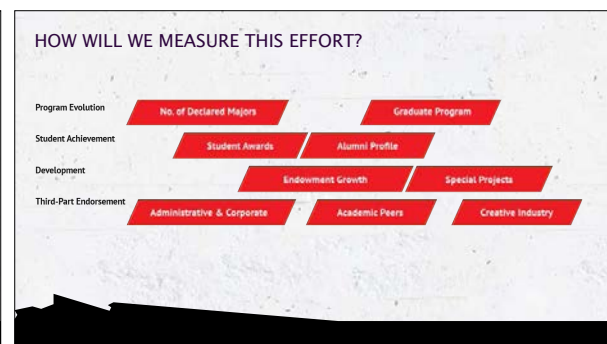 HOW WILL WE MEASURE THIS EFFORT?
Program Evolution No. of Declared Majors Graduate Program
Student Achievement Student Awards Alumni Profile
Development Endowment Growth Special Projects
Third-Part Endorsement Administrative & Corporate Academic Peers Creative Industry